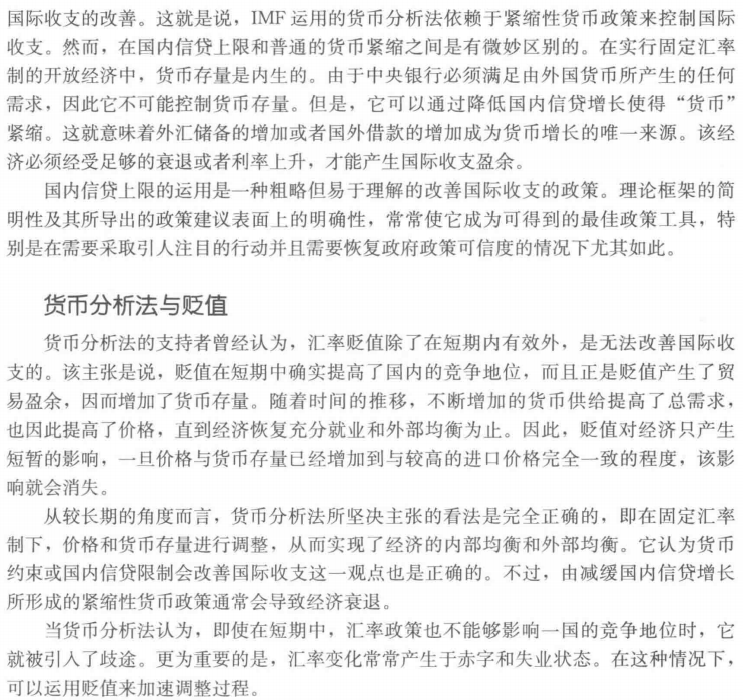 国际收支的改善。这就是说，IMF 运用的货币分析法依赖于紧缩性货币政策来控制国际
收支。然而，在国内信贷上限和普通的货币紧缩之间是有微妙区别的。在实行固定汇率
制的开放经济中，货币存量是内生的。由于中央银行必须满足由外国货币所产生的任何
需求，因此它不可能控制货币存量。但是，它可以通过降低国内信贷增长使得“货币”
紧缩。这就意味着外汇储备的增加或者国外借款的增加成为货币增长的唯一来源。该经
济必须经受足够的衰退或者利率上升，才能产生国际收支盈余。
国内信贷上限的运用是一种粗略但易于理解的改善国际收支的政策。理论框架的简
明性及其所导出的政策建议表面上的明确性，常常使它成为可得到的最佳政策工具，特
别是在需要采取引人注目的行动并且需要恢复政府政策可信度的情况下尤其如此。
货币分析法与贬值
货币分析法的支持者曾经认为，汇率贬值除了在短期内有效外，是无法改善国际收
支的。该主张是说，贬值在短期中确实提高了国内的竞争地位，而且正是贬值产生了贸
易盈余，因而增加了货币存量。随着时间的推移，不断增加的货币供给提高了总需求，
也因此提高了价格，直到经济恢复充分就业和外部均衡为止。因此，贬值对经济只产生
短暂的影响，一旦价格与货币存量已经增加到与较高的进口价格完全一致的程度，该影
响就会消失。
从较长期的角度而言，货币分析法所坚决主张的看法是完全正确的，即在固定汇率
制下，价格和货币存量进行调整，从而实现了经济的内部均衡和外部均衡。它认为货币
约束或国内信贷限制会改善国际收支这一观点也是正确的。不过，由减缓国内信贷增长
所形成的紧缩性货币政策通常会导致经济衰退。
当货币分析法认为，即使在短期中，汇率政策也不能够影响一国的竞争地位时，它
就被引入了歧途。更为重要的是，汇率变化常常产生于赤字和失业状态。在这种情况下，
可以运用贬值来加速调整过程。